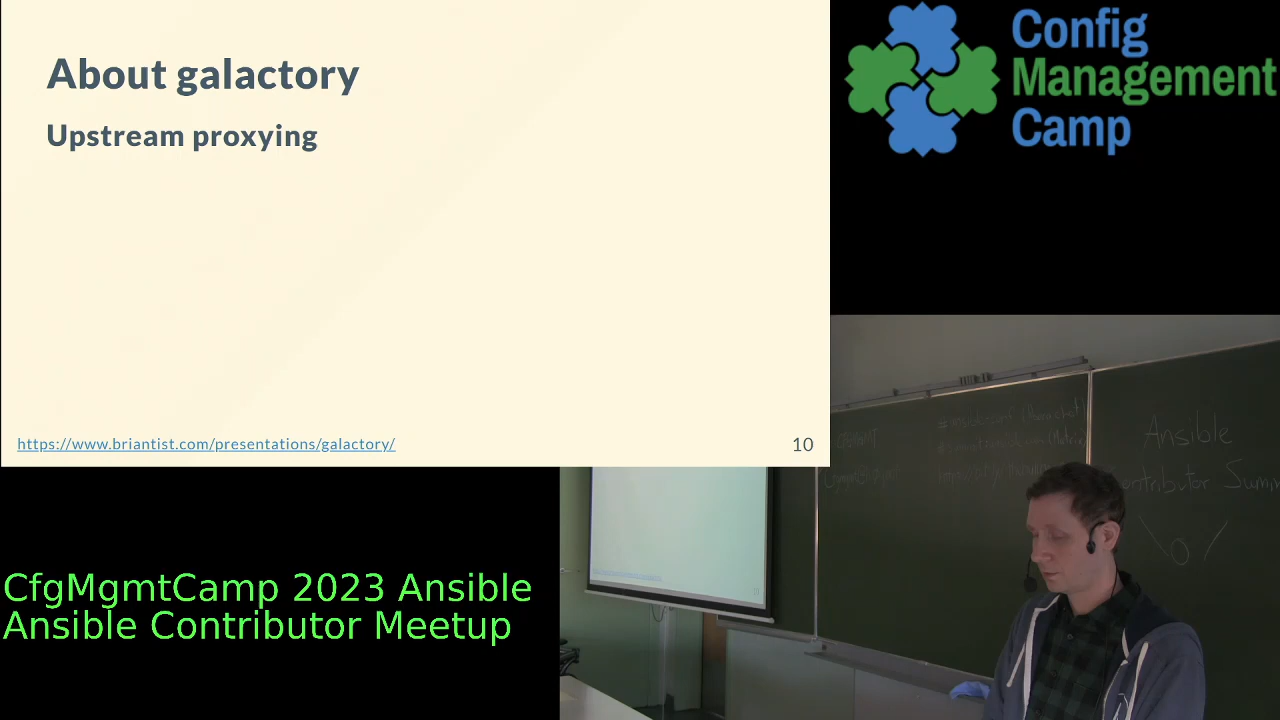 About galactory
Upstream proxying
https://www.briantist.com/presentations/galactory/
10
Config
Management
Camp
Ansible
CfgMgmtCamp 2023 Ansible
Ansible Contributor Meetup